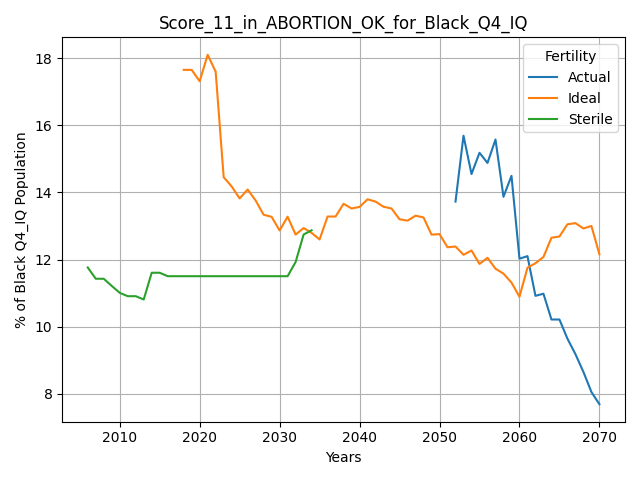 Score_11_in_ABORTION_OK_for_Black_Q4_IQ
% of Black Q4_IQ Population
18
16
14
12
10
8
Fertility
Actual
Ideal
Sterile
2010 2020 2030 2040 2050 2060 2070
Years